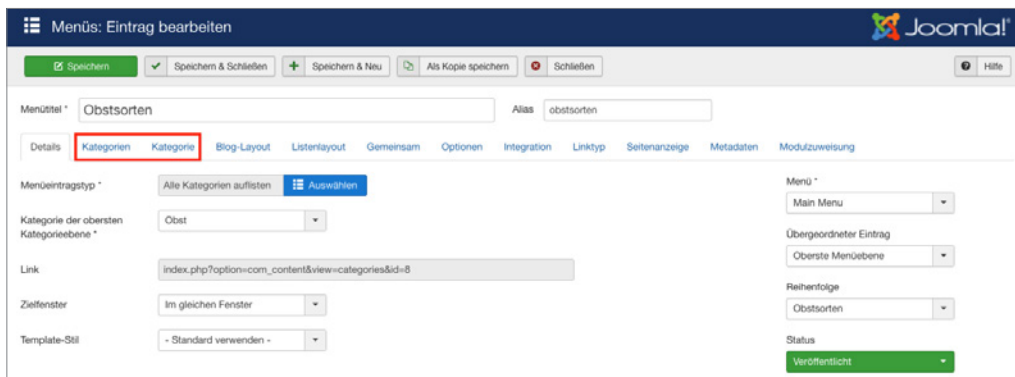 Menüs: Eintrag bearbeiten
Joomla!®
Speichern Speichern & Schließen Speichern & Neu Als Kopie speichern Schließen Hilfe
Menütitel * Obstsorten Alias obstsorten
Details Kategorien Kategorie Blog-Layout Listenlayout Gemeinsam Optionen Integration Linktyp Seitenanzeige Metadaten Modulzuweisung
Menüeintragstyp * Alle Kategorien auflisten Auswählen
Kategorie der obersten
Kategorieebene *
Obst
Link index.php?option=com_content&view=categories&id=8
Zielfenster Im gleichen Fenster
Template-Stil - Standard verwenden -
Menü *
Main Menu
Übergeordneter Eintrag
Oberste Menüebene
Reihenfolge
Obstsorten
Status
Veröffentlicht